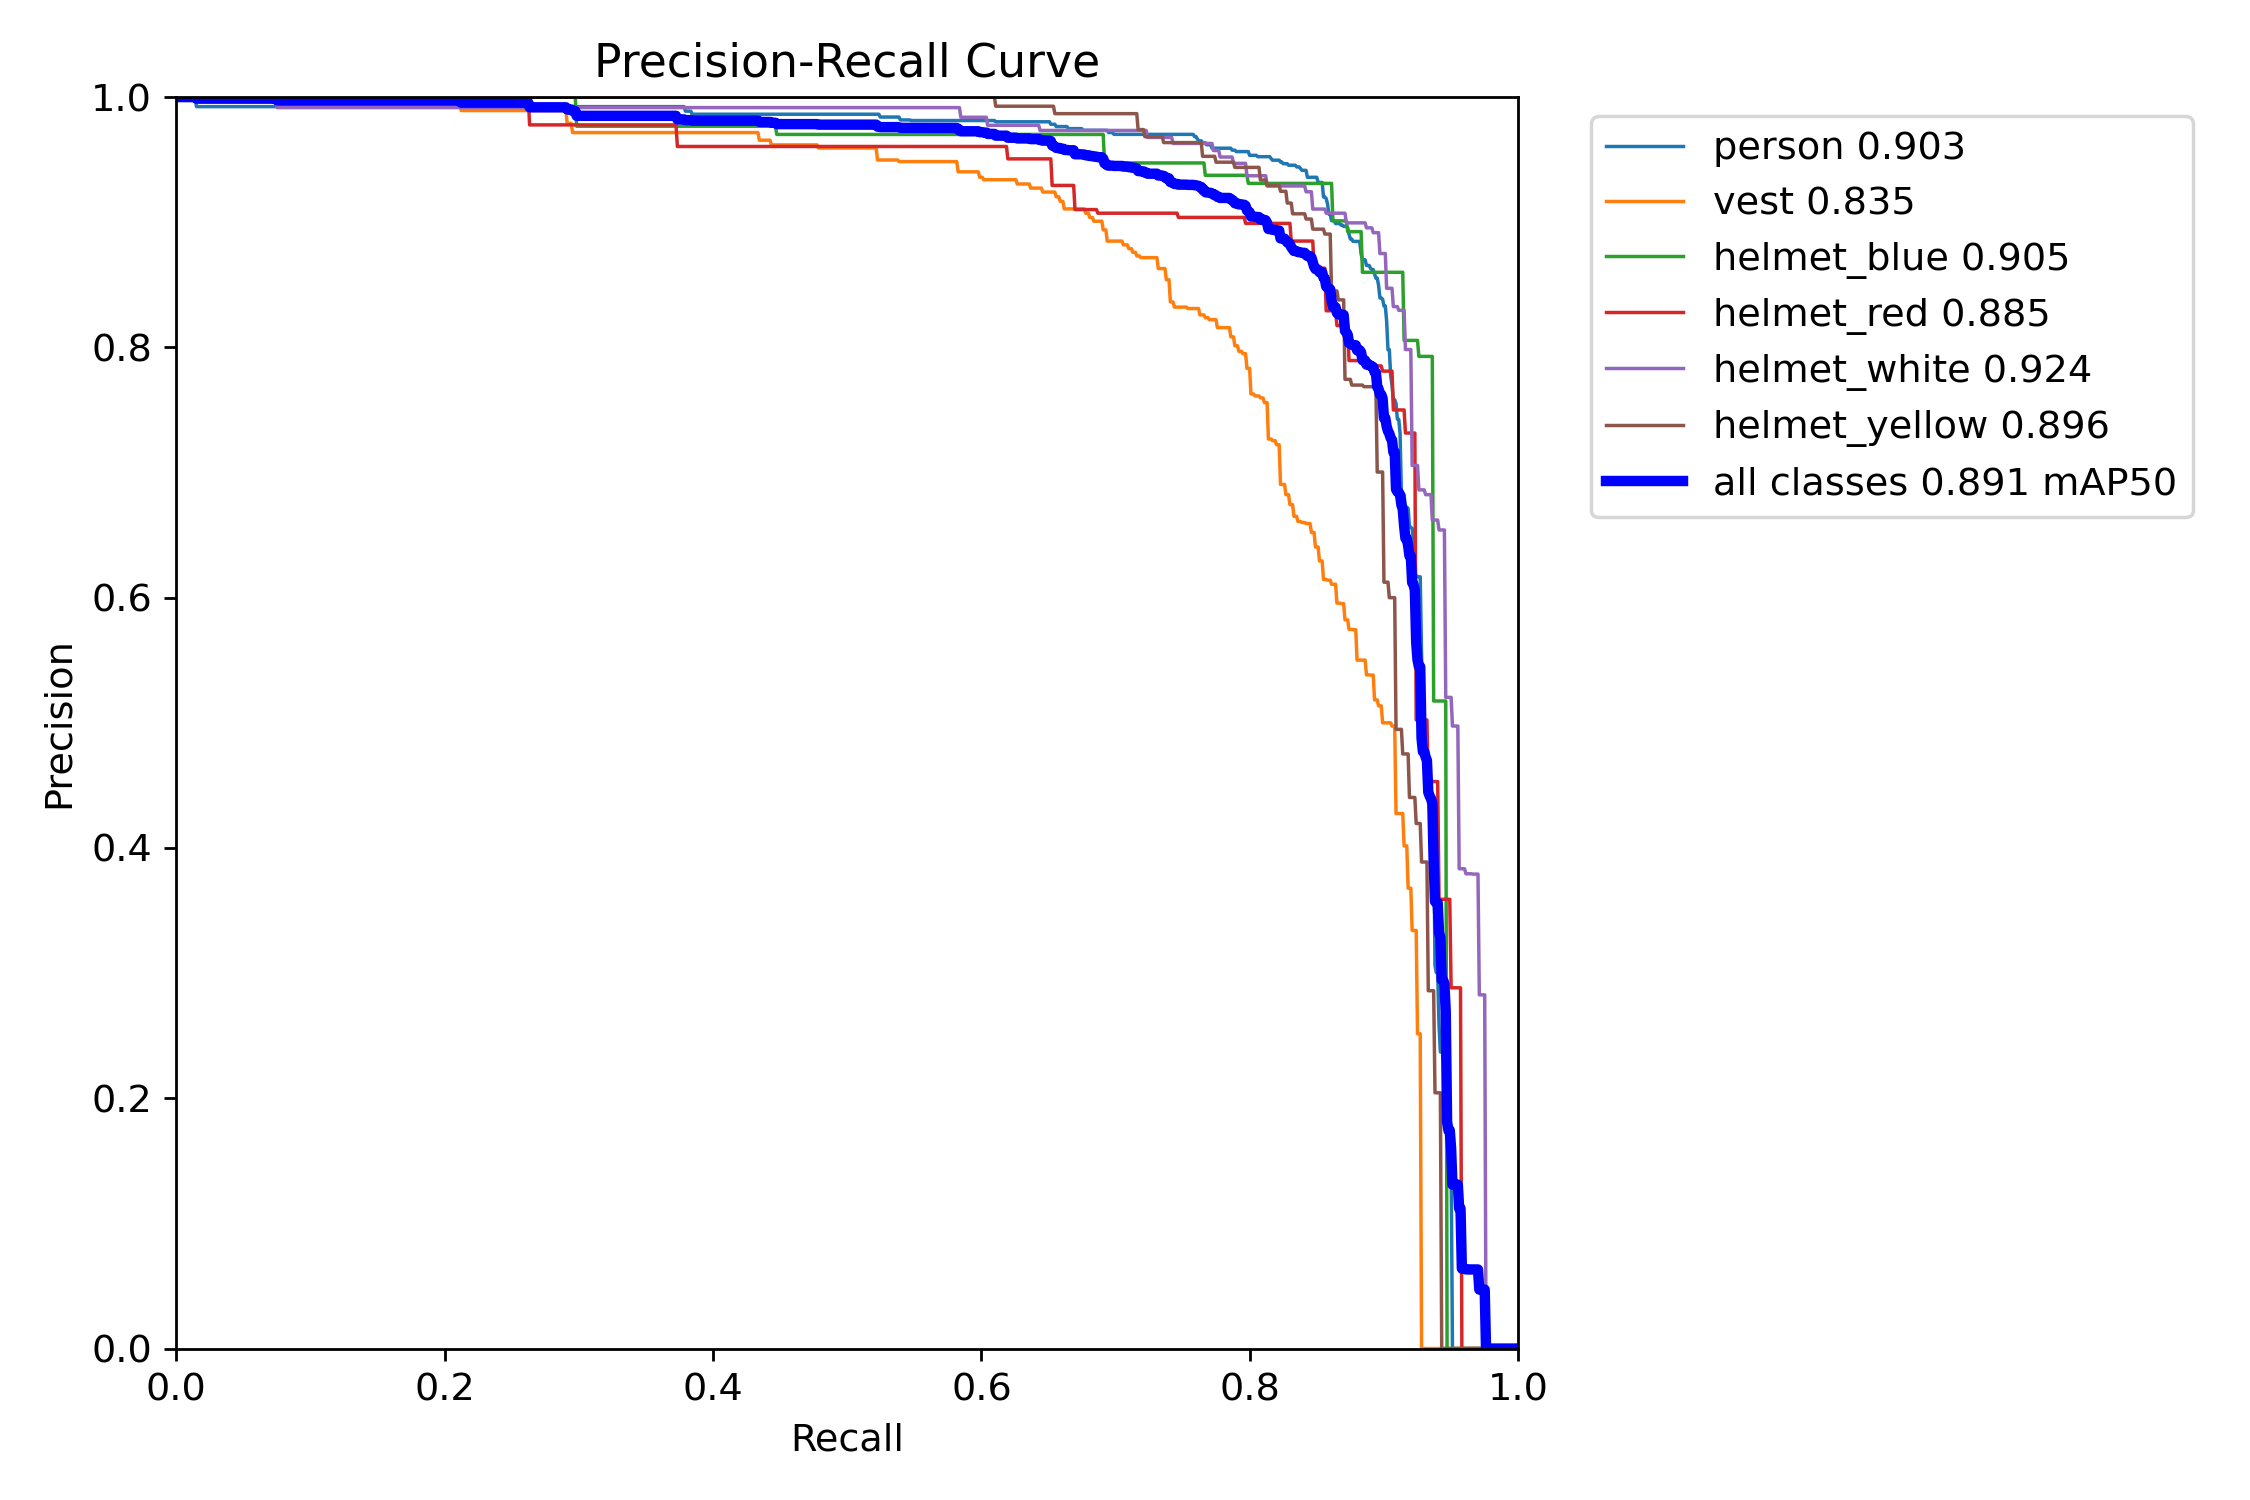 Precision-Recall Curve
1.0
0.8
0.6
0.4
0.2
0.0
Precision
0.0 0.2 0.4 0.6 0.8 1.0
Recall
person 0.903
vest 0.835
helmet_blue 0.905
helmet_red 0.885
helmet_white 0.924
helmet_yellow 0.896
all classes 0.891 mAP50